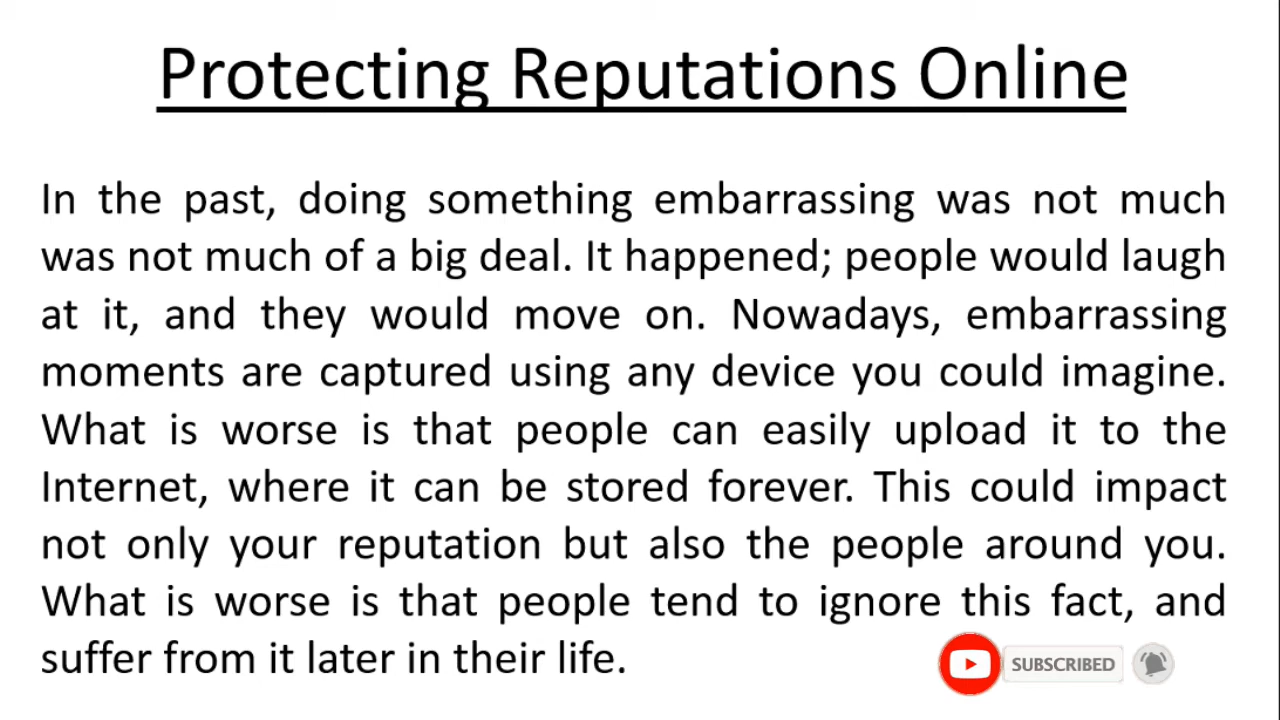 Protecting Reputations Online
In the past, doing something embarrassing was not much
was not much of a big deal. It happened; people would laugh
at it, and they would move on. Nowadays, embarrassing
moments are captured using any device you could imagine.
What is worse is that people can easily upload it to the
Internet, where it can be stored forever. This could impact
not only your reputation but also the people around you.
What is worse is that people tend to ignore this fact, and
suffer from it later in their life.
SUBSCRIBED